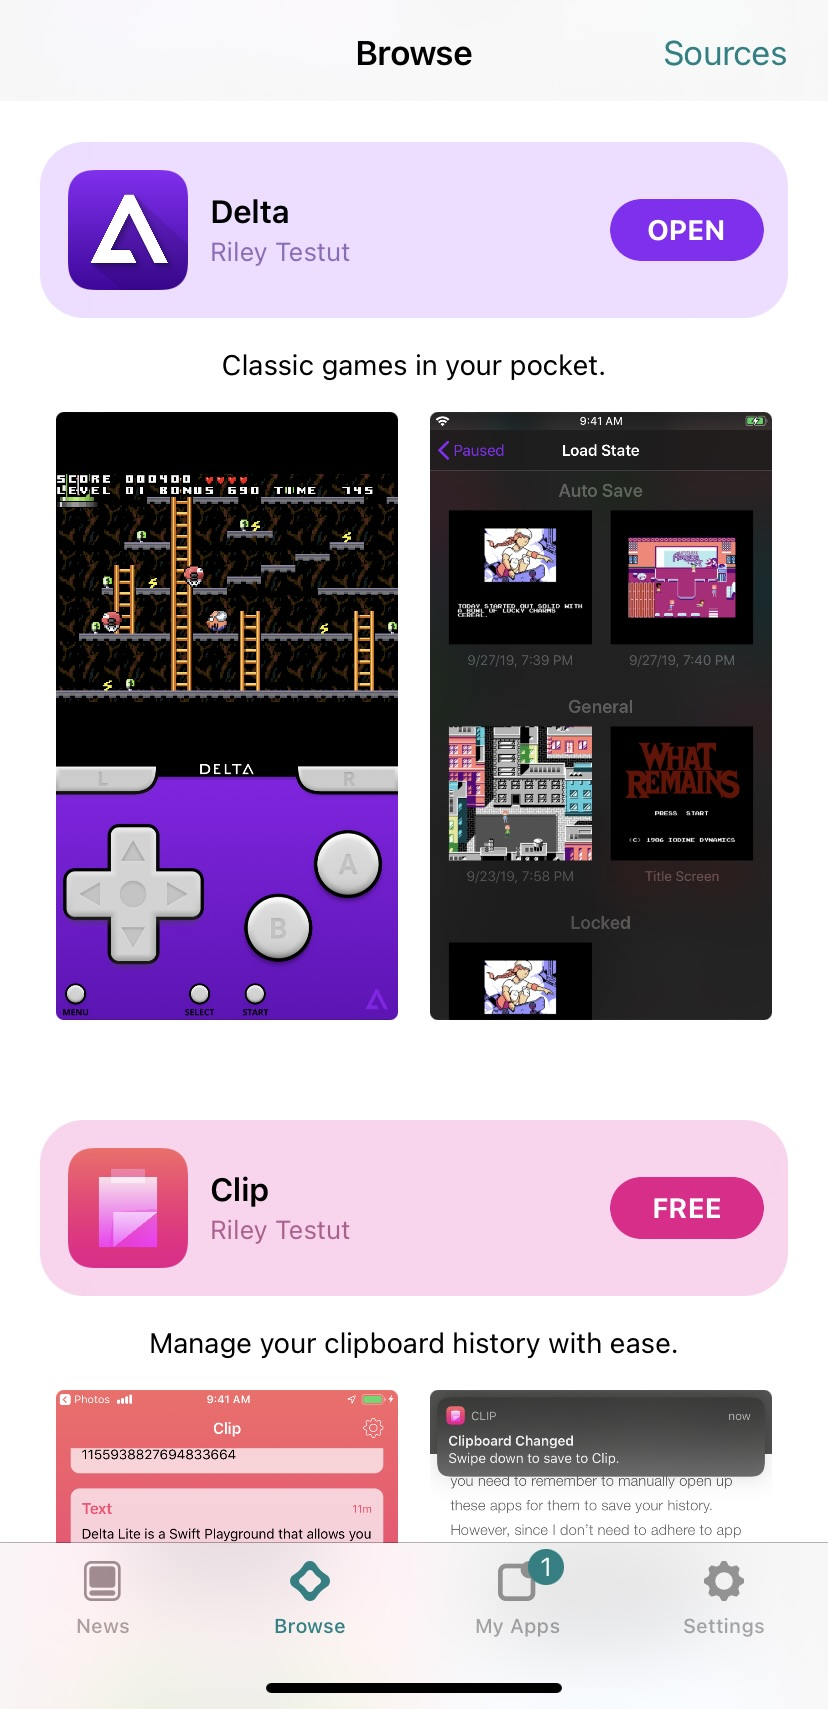 Browse
Sources
Delta
Riley Testut
OPEN
Classic games in your pocket.
SCORE 000400
LEVEL 01 BONUS 690 TIME 745
DELTA
L
R
A
B
MENU
SELECT
START
9:41 AM
Paused
Load State
Auto Save
TODAY STARTED OUT SOLID WITH
A BOWL OF LUCKY CHARMS
CEREAL.
9/27/19, 7:39 PM
9/27/19, 7:40 PM
General
WHAT
REMAINS
PRESS START
(C) 1986 IODINE DYNAMICS
9/23/19, 7:58 PM
Title Screen
Locked
Clip
Riley Testut
FREE
Manage your clipboard history with ease.
Photos
9:41 AM
Clip
1155938827694833664
Text
11m
Delta Lite is a Swift Playground that allows you
CLIP
now
Clipboard Changed
Swipe down to save to Clip.
you need to remember to manually open up
these apps for them to save your history.
However, since I don't need to adhere to app
News
Browse
1
My Apps
Settings